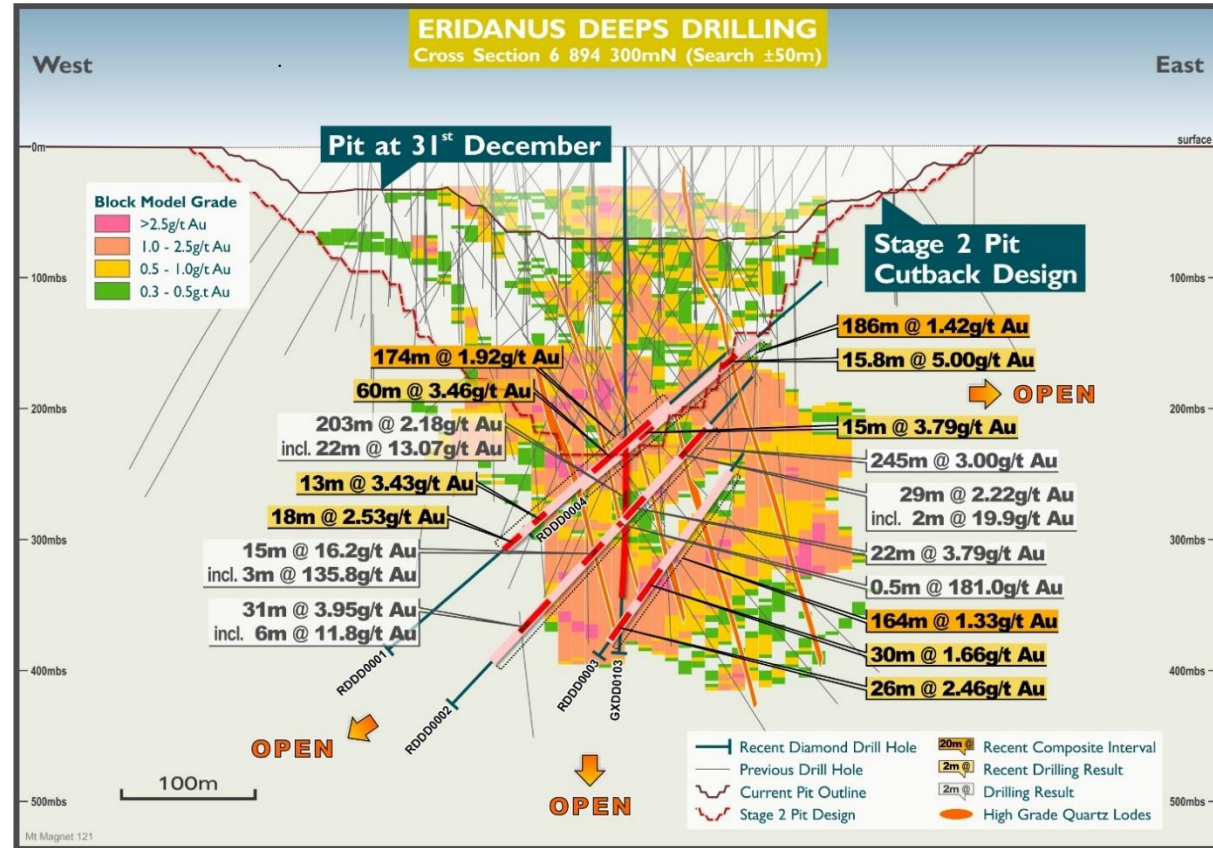 ERIDANUS DEEPS DRILLING
Cross Section 6 894 300mN (Search ±50m)
West
East
0m
surface
Pit at 31st December
Block Model Grade
>2.5g/t Au
1.0 - 2.5g/t Au
0.5 - 1.0g/t Au
0.3 - 0.5g.t Au
Stage 2 Pit
Cutback Design
100mbs
100mbs
174m @ 1.92g/t Au
60m @ 3.46g/t Au
203m @ 2.18g/t Au
incl. 22m @ 13.07g/t Au
13m @ 3.43g/t Au
18m @ 2.53g/t Au
15m @ 16.2g/t Au
incl. 3m @ 135.8g/t Au
31m @ 3.95g/t Au
incl. 6m @ 11.8g/t Au
186m @ 1.42g/t Au
15.8m @ 5.00g/t Au
OPEN
15m @ 3.79g/t Au
245m @ 3.00g/t Au
29m @ 2.22g/t Au
incl. 2m @ 19.9g/t Au
22m @ 3.79g/t Au
0.5m @ 181.0g/t Au
164m @ 1.33g/t Au
30m @ 1.66g/t Au
26m @ 2.46g/t Au
200mbs
200mbs
300mbs
300mbs
400mbs
400mbs
500mbs
500mbs
RDDD0004
RDDD0001
RDDD0002
RDDD0003
GXDD0103
OPEN
OPEN
100m
Recent Diamond Drill Hole
Previous Drill Hole
Current Pit Outline
Stage 2 Pit Design
20m @
Recent Composite Interval
2m @
Recent Drilling Result
2m @
Drilling Result
High Grade Quartz Lodes
Mt Magnet 121